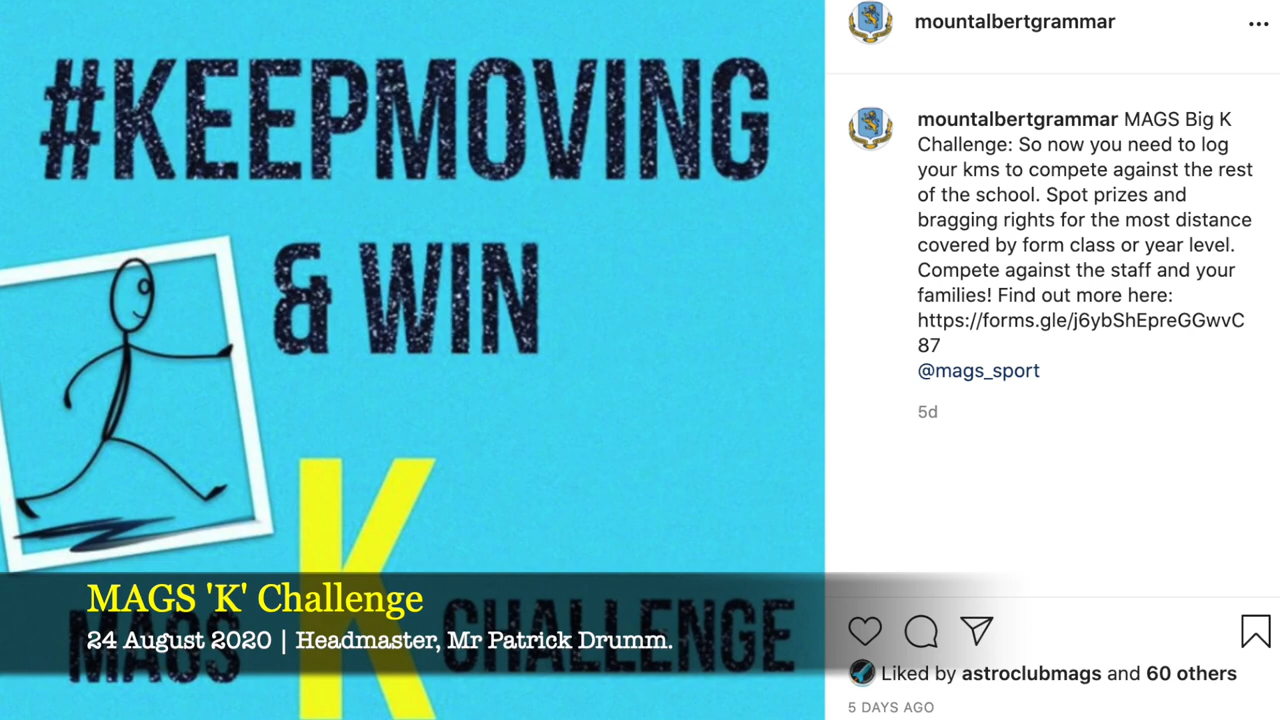 #KEEPMOVING
& WIN
MAGS K CHALLENGE
MAGS 'K' Challenge
24 August 2020 | Headmaster, Mr Patrick Drumm.
mountalbertgrammar
mountalbertgrammar MAGS Big K
Challenge: So now you need to log
your kms to compete against the rest
of the school. Spot prizes and
bragging rights for the most distance
covered by form class or year level.
Compete against the staff and your
families! Find out more here:
https://forms.gle/j6ybShEpreGGwvC
87
@mags_sport
5d
Liked by astroclubmags and 60 others
5 DAYS AGO